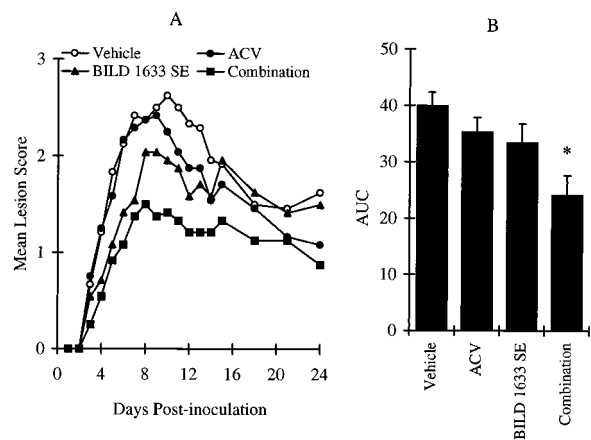 A
Vehicle
ACV
BILD 1633 SE
Combination
3
2
1
0
Mean Lesion Score
0
4
8
12
16
20
24
Days Post-inoculation
B
50
40
30
20
10
0
AUC
*
Vehicle
ACV
BILD 1633 SE
Combination